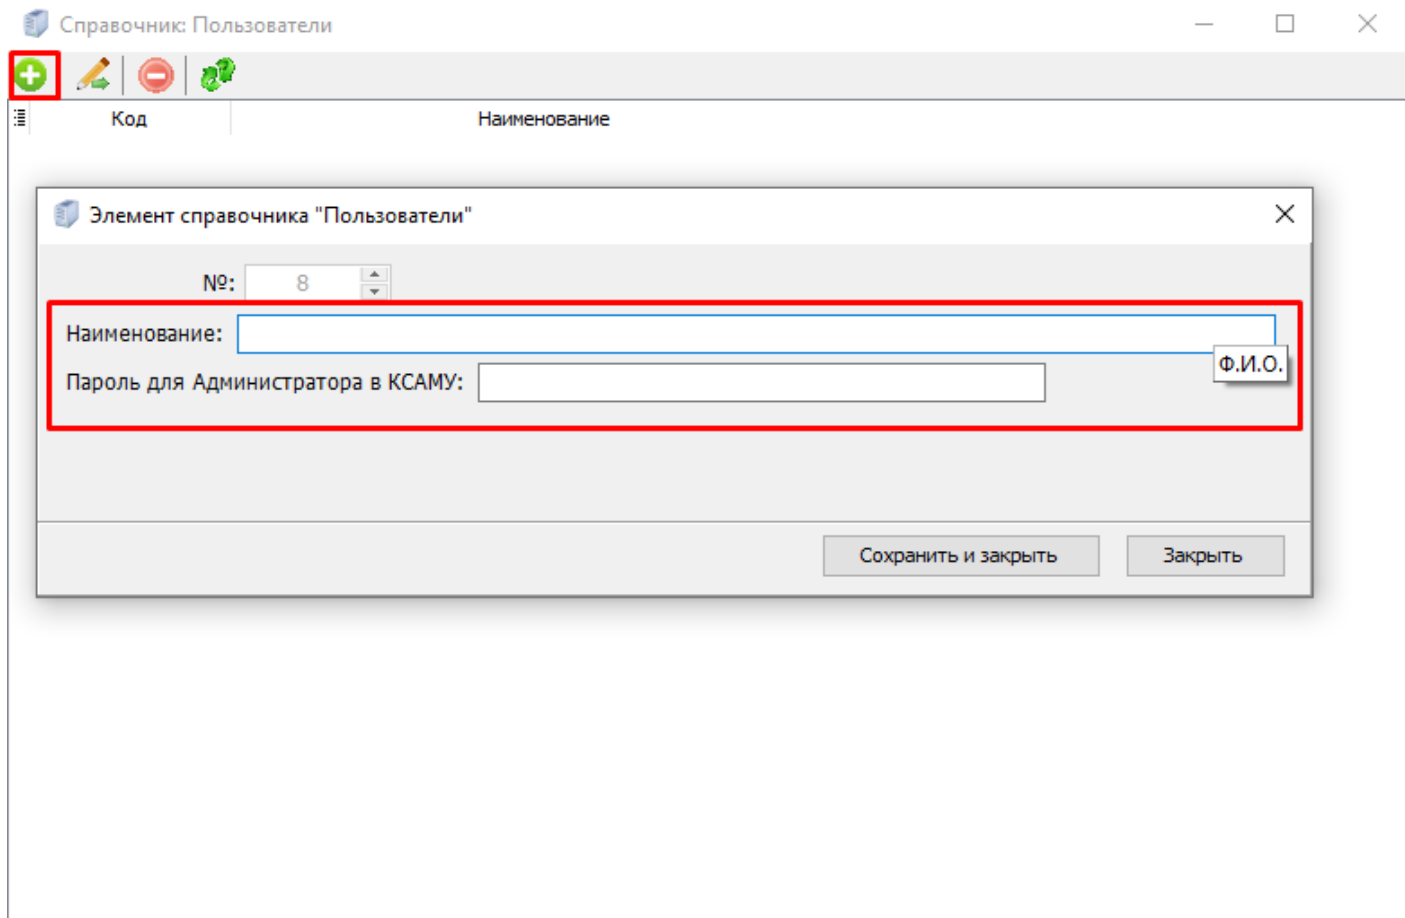 Справочник: Пользователи
Код Наименование
Элемент справочника "Пользователи"
№: 8
Наименование:
Ф.И.О.
Пароль для Администратора в КСАМУ:
Сохранить и закрыть Закрыть